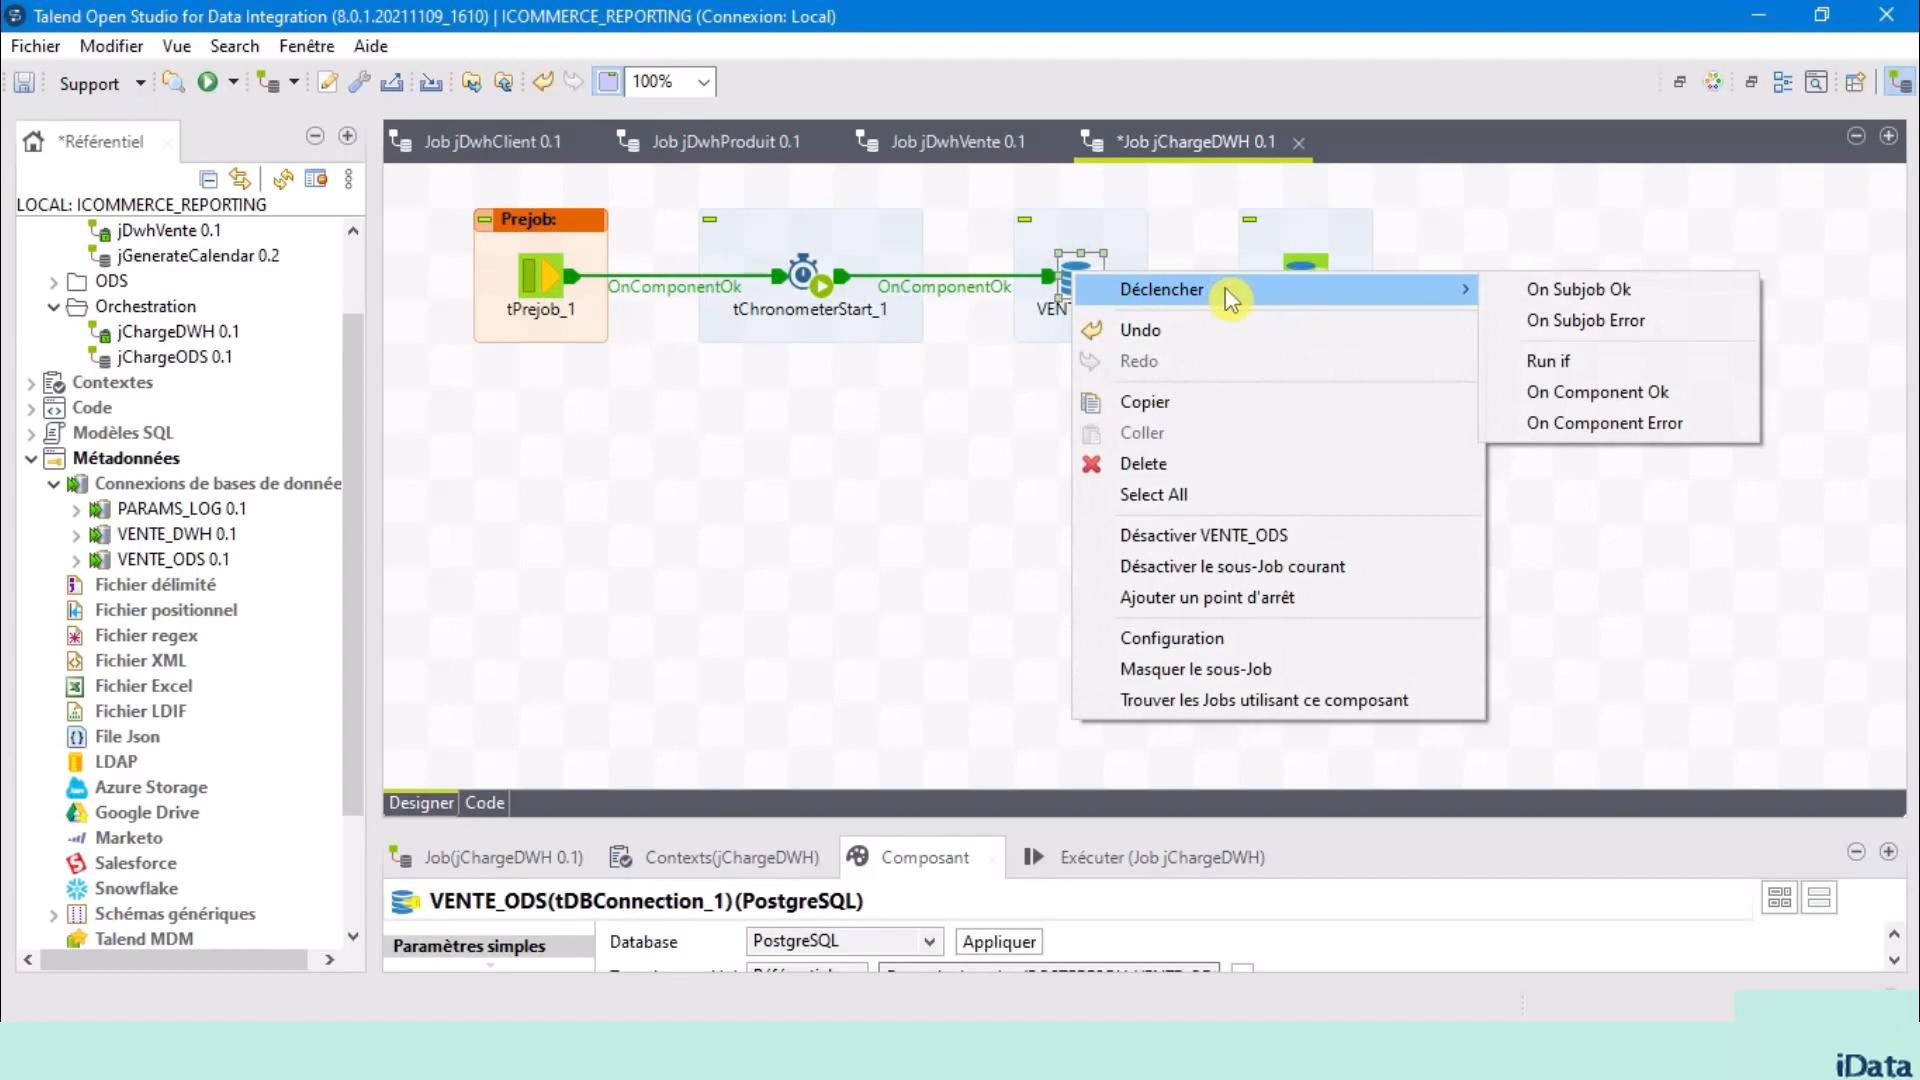 Talend Open Studio for Data Integration (8.0.1.20211109_1610) | ICOMMERCE_REPORTING (Connexion: Local)
Fichier Modifier Vue Search Fenêtre Aide
Support 100%
*Référentiel
LOCAL: ICOMMERCE_REPORTING
jDwhVente 0.1
jGenerateCalendar 0.2
ODS
Orchestration
jChargeDWH 0.1
jChargeODS 0.1
Contextes
Code
Modèles SQL
Métadonnées
Connexions de bases de donnée
PARAMS_LOG 0.1
VENTE_DWH 0.1
VENTE_ODS 0.1
Fichier délimité
Fichier positionnel
Fichier regex
Fichier XML
Fichier Excel
Fichier LDIF
File Json
LDAP
Azure Storage
Google Drive
Marketo
Salesforce
Snowflake
Schémas génériques
Talend MDM
Job jDwhClient 0.1 Job jDwhProduit 0.1 Job jDwhVente 0.1 *Job jChargeDWH 0.1
Prejob:
OnComponentOk OnComponentOk
tPrejob_1 tChronometerStart_1 VENT
Déclencher
Undo
Redo
Copier
Coller
Delete
Select All
Désactiver VENTE_ODS
Désactiver le sous-Job courant
Ajouter un point d'arrêt
Configuration
Masquer le sous-Job
Trouver les Jobs utilisant ce composant
On Subjob Ok
On Subjob Error
Run if
On Component Ok
On Component Error
Designer Code
Job(jChargeDWH 0.1) Contexts(jChargeDWH) Composant Exécuter (Job jChargeDWH)
VENTE_ODS(tDBConnection_1)(PostgreSQL)
Paramètres simples Database PostgreSQL Appliquer
iData